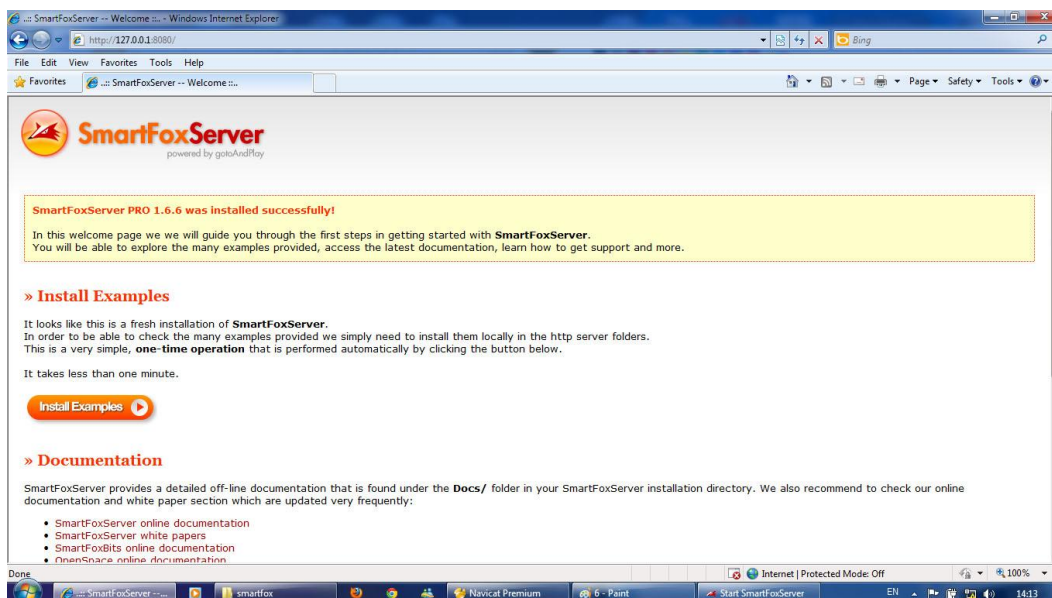 ..:: SmartFoxServer -- Welcome ::.. - Windows Internet Explorer
http://127.0.0.1:8080/
Bing
File Edit View Favorites Tools Help
Favorites ..:: SmartFoxServer -- Welcome ::..
Page Safety Tools
SmartFoxServer
powered by gotoAndPlay
SmartFoxServer PRO 1.6.6 was installed successfully!
In this welcome page we we will guide you through the first steps in getting started with SmartFoxServer.
You will be able to explore the many examples provided, access the latest documentation, learn how to get support and more.
» Install Examples
It looks like this is a fresh installation of SmartFoxServer.
In order to be able to check the many examples provided we simply need to install them locally in the http server folders.
This is a very simple, one-time operation that is performed automatically by clicking the button below.
It takes less than one minute.
Install Examples
» Documentation
SmartFoxServer provides a detailed off-line documentation that is found under the Docs/ folder in your SmartFoxServer installation directory. We also recommend to check our online
documentation and white paper section which are updated very frequently:
• SmartFoxServer online documentation
• SmartFoxServer white papers
• SmartFoxBits online documentation
• OpenSpace online documentation
Done
Internet | Protected Mode: Off
100%
..:: SmartFoxServer --... smartfox Navicat Premium 6 - Paint Start SmartFoxServer EN 14:13